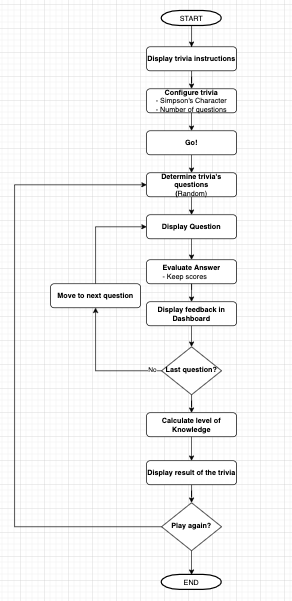 START
Display trivia instructions
Configure trivia
- Simpson's Character
- Number of questions
Go!
Determine trivia's
questions
(Random)
Display Question
Evaluate Answer
- Keep scores
Move to next question
Display feedback in
Dashboard
No
Last question?
Calculate level of
Knowledge
Display result of the trivia
Play again?
END